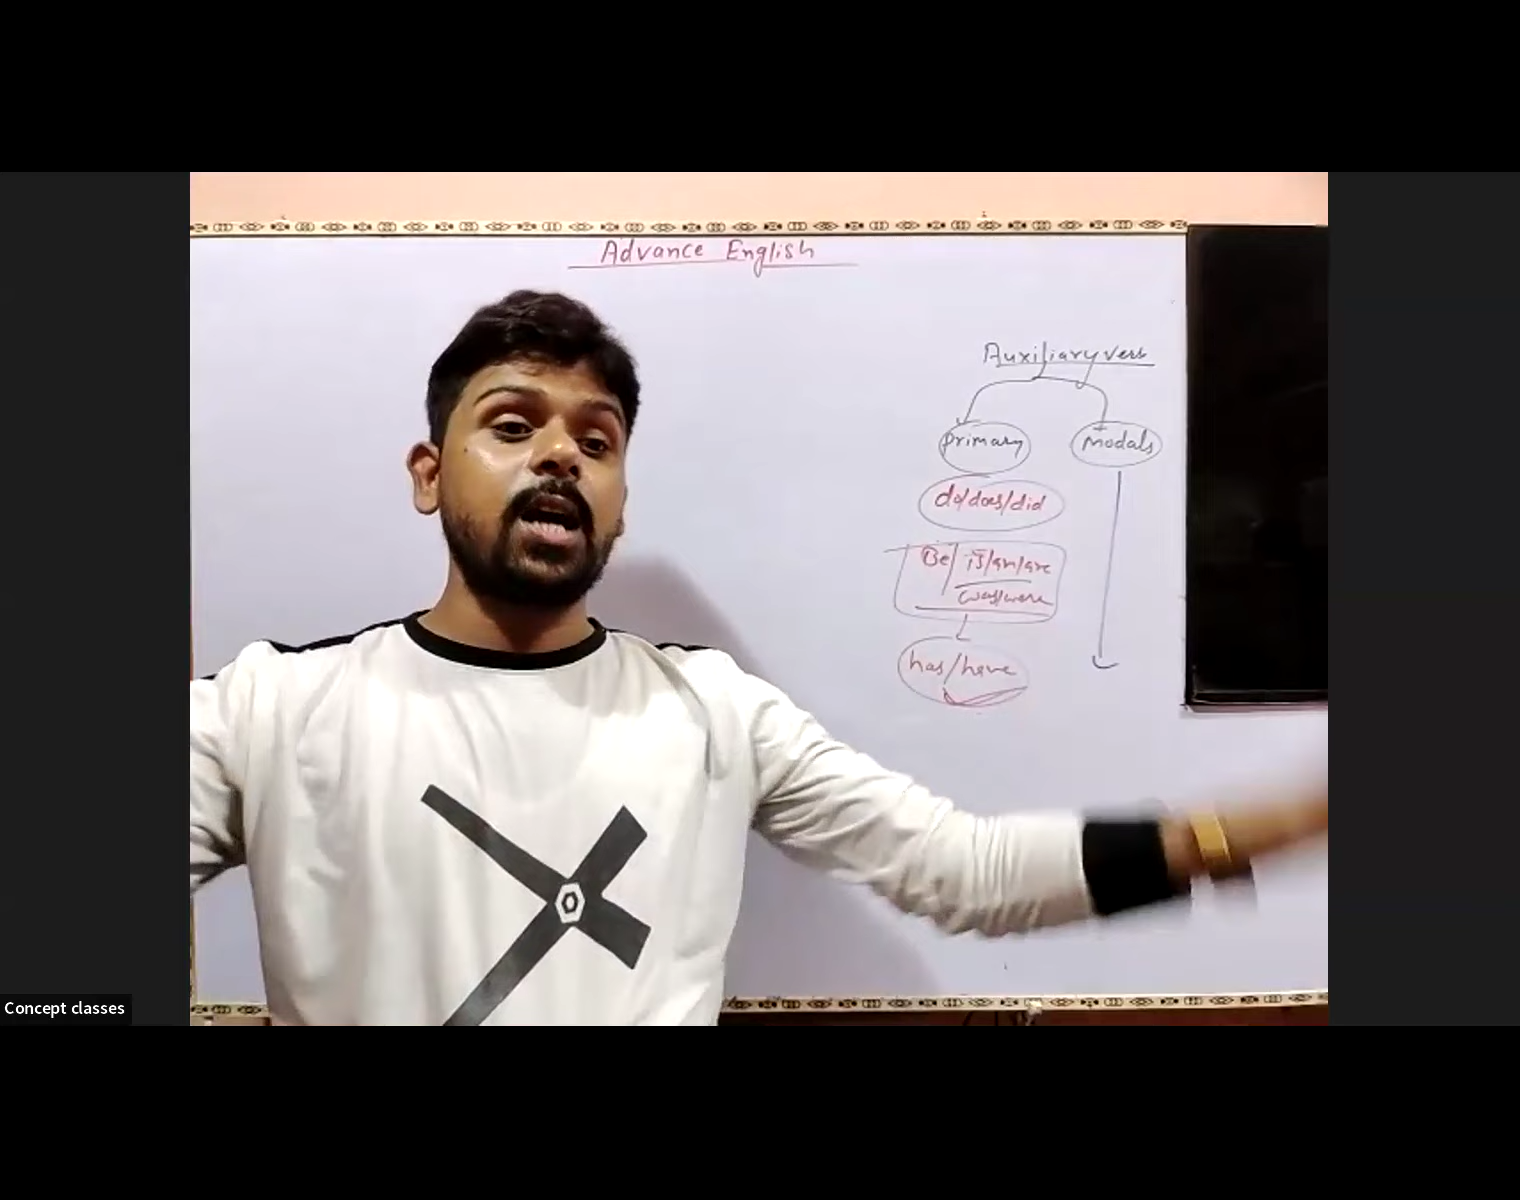 Advance English
Auxiliary verb
primary
Modals
do/does/did
Be/ is/am/are
was/were
has/have
Concept classes